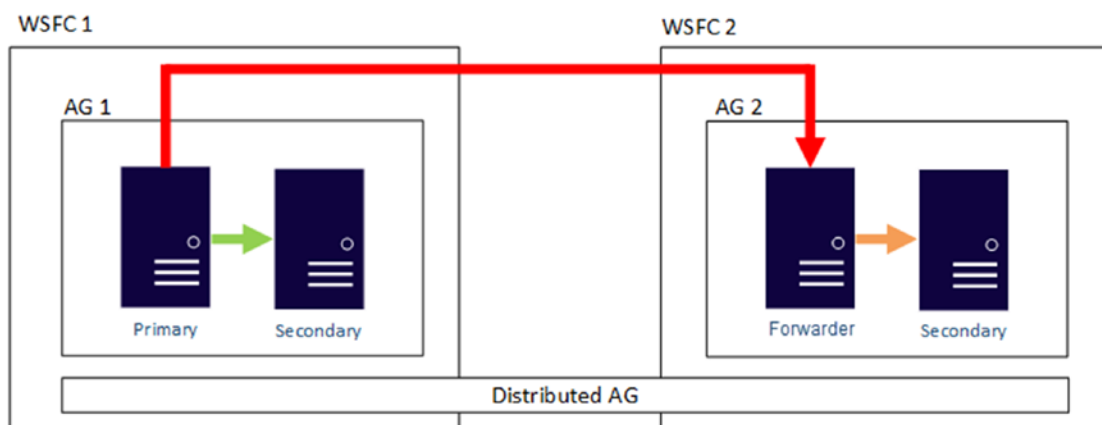 WSFC 1
WSFC 2
AG 1
AG 2
Primary
Secondary
Forwarder
Secondary
Distributed AG